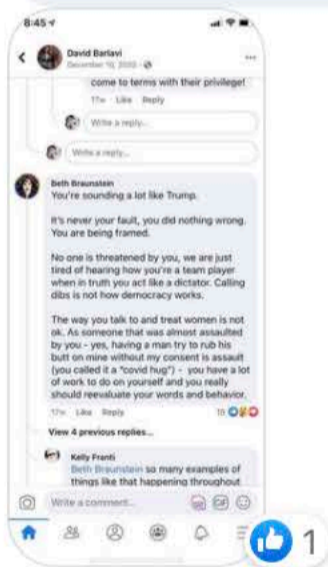 8:45
David Barlavi
December 10, 2020
come to terms with their privilege!
17w Like Reply
Write a reply...
Write a reply...
Beth Braunstein
You're sounding a lot like Trump.
It's never your fault, you did nothing wrong.
You are being framed.
No one is threatened by you, we are just
tired of hearing how you're a team player
when in truth you act like a dictator. Calling
dibs is not how democracy works.
The way you talk to and treat women is not
ok. As someone that was almost assaulted
by you - yes, having a man try to rub his
butt on mine without my consent is assault
(you called it a "covid hug") - you have a lot
of work to do on yourself and you really
should reevaluate your words and behavior.
17w Like Reply
View 4 previous replies...
Kelly Franti
Beth Braunstein so many examples of
things like that happening throughout
Write a comment...
GIF
1